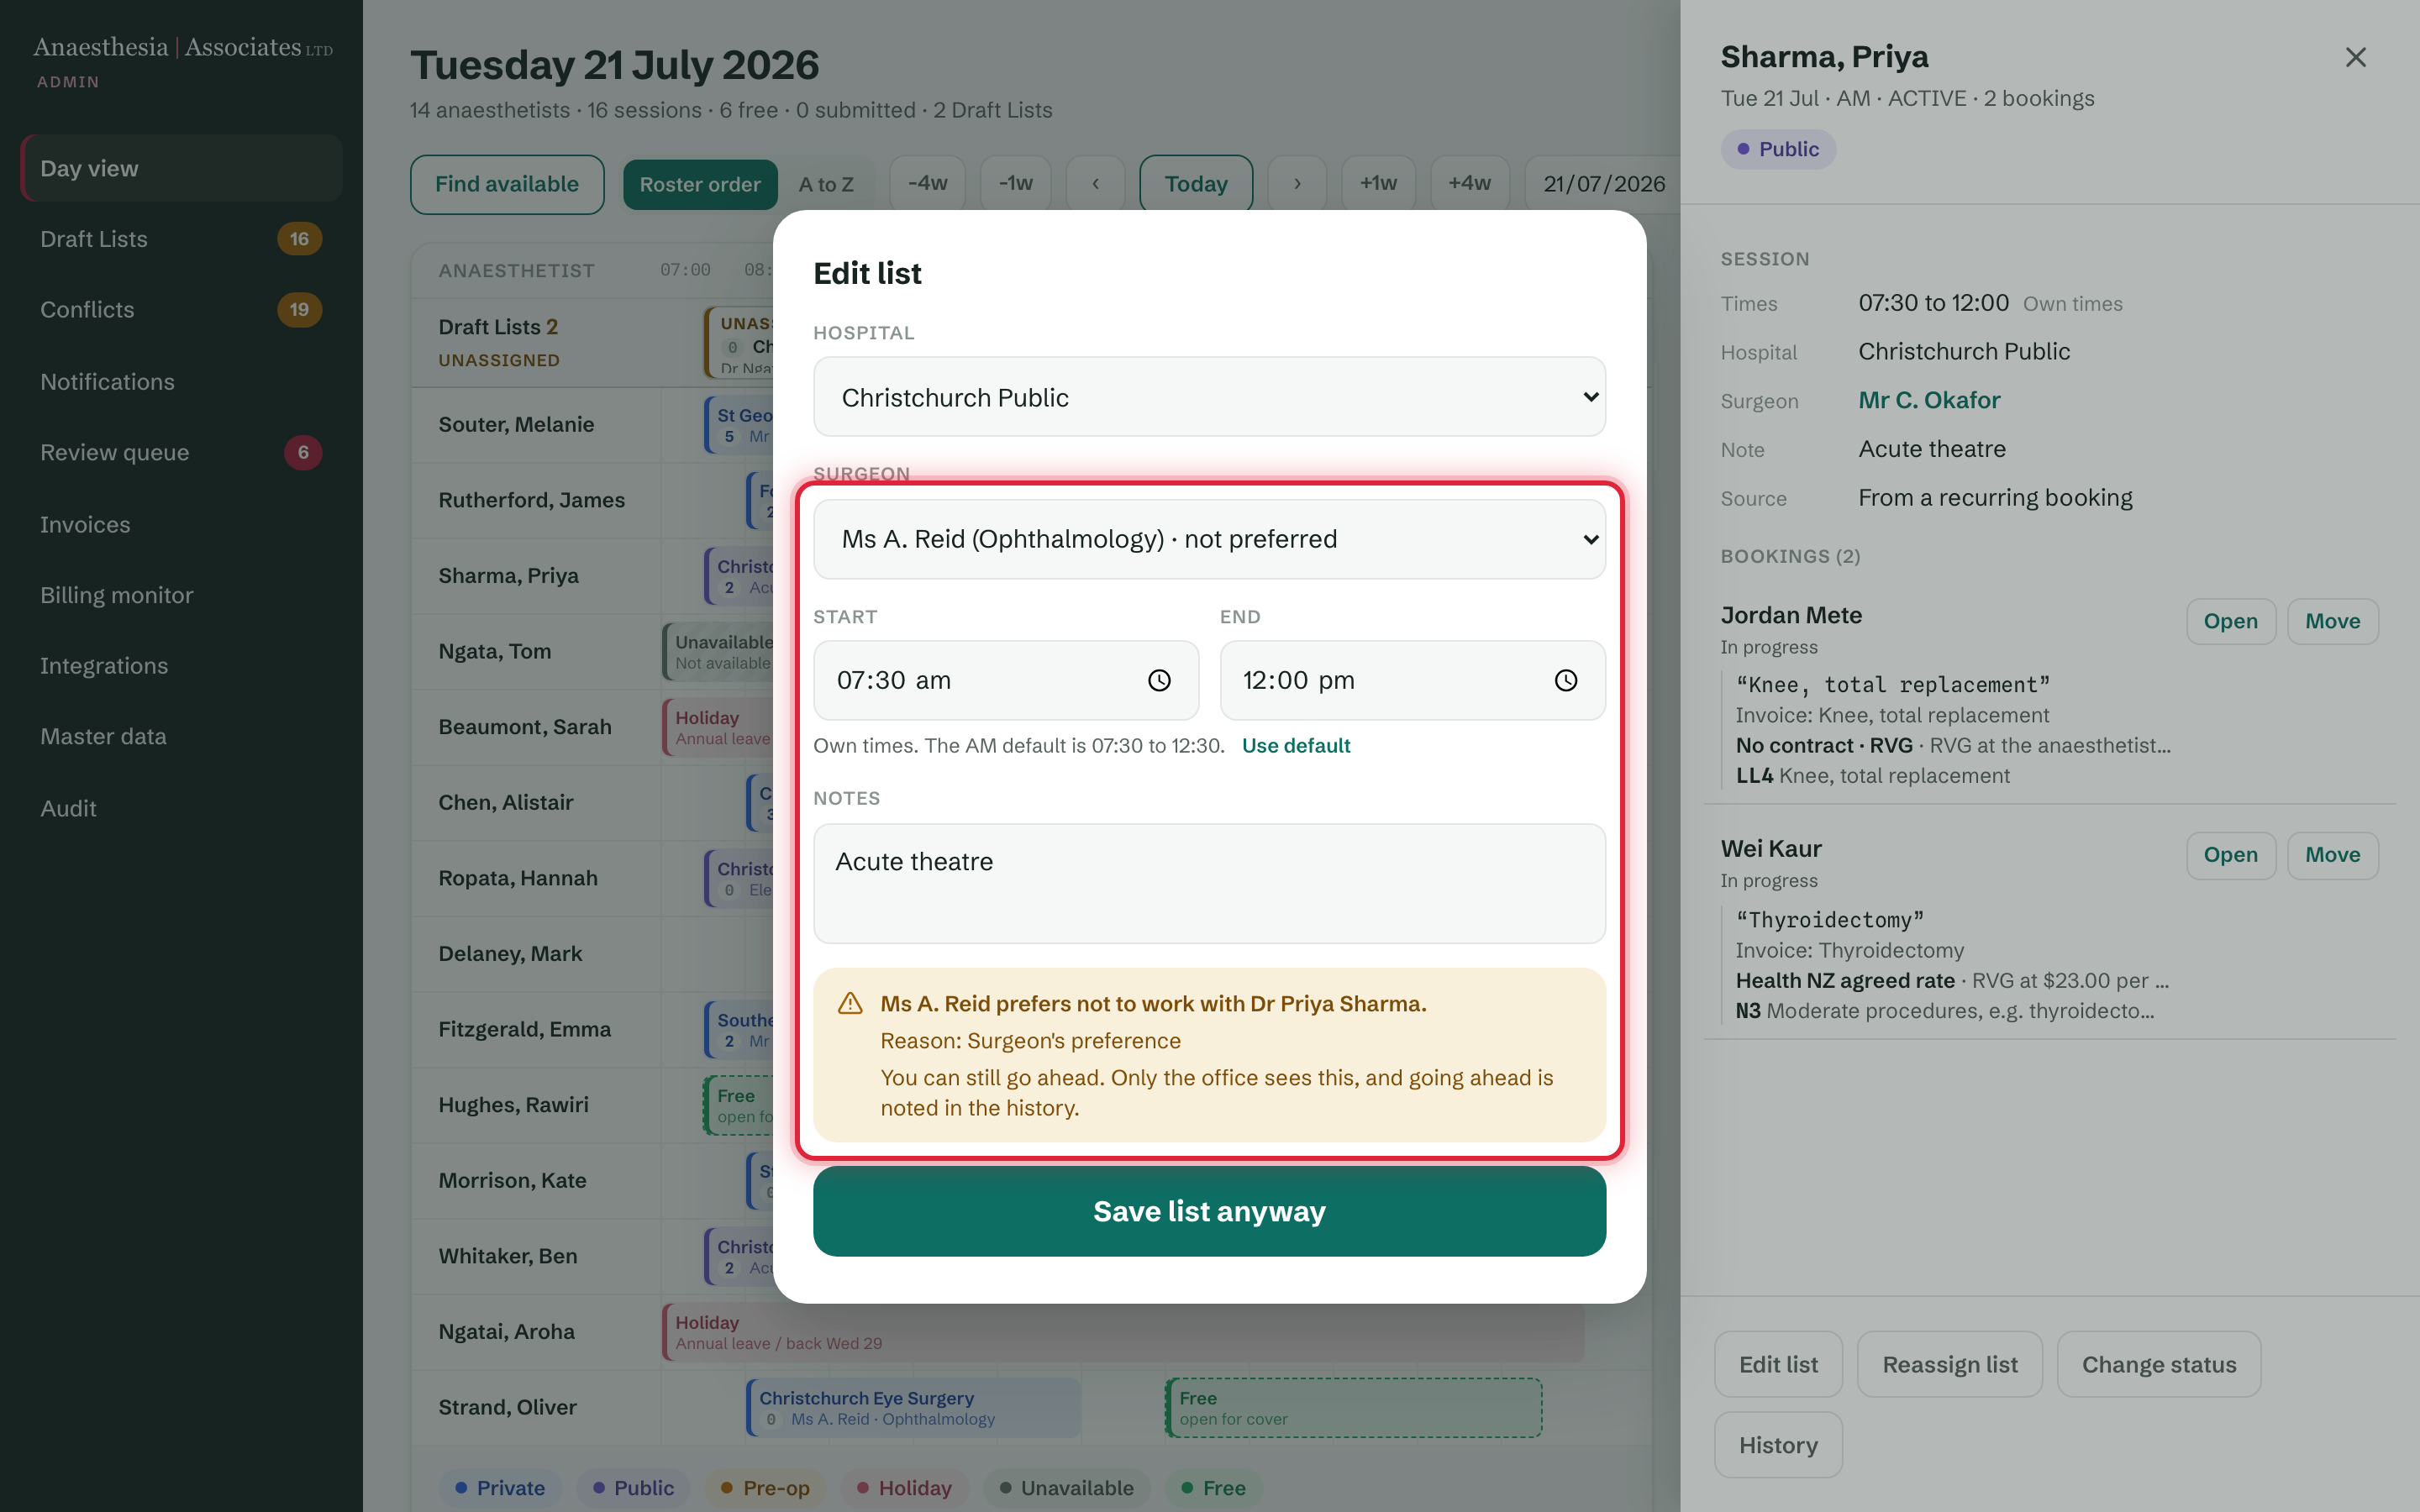 Anaesthesia | Associates LTD
ADMIN
Day view
Draft Lists 16
Conflicts 19
Notifications
Review queue 6
Invoices
Billing monitor
Integrations
Master data
Audit
Tuesday 21 July 2026
14 anaesthetists · 16 sessions · 6 free · 0 submitted · 2 Draft Lists
Find available Roster order A to Z -4w -1w ‹ Today › +1w +4w 21/07/2026
ANAESTHETIST 07:00 08:
Draft Lists 2
UNASSIGNED
0
Souter, Melanie
St Geo
5 Mr
Rutherford, James
Sharma, Priya
2
Ngata, Tom
Unavailable
Not available
Beaumont, Sarah
Holiday
Annual leave
Chen, Alistair
Ropata, Hannah
0
Delaney, Mark
Fitzgerald, Emma
2 Mr
Hughes, Rawiri
Free
open fo
Morrison, Kate
Whitaker, Ben
2
Ngatai, Aroha
Holiday
Annual leave / back Wed 29
Strand, Oliver
Christchurch Eye Surgery
0 Ms A. Reid · Ophthalmology
Free
open for cover
Private Public Pre-op Holiday Unavailable Free
Edit list
HOSPITAL
Christchurch Public
SURGEON
Ms A. Reid (Ophthalmology) · not preferred
START END
07:30 am 12:00 pm
Own times. The AM default is 07:30 to 12:30. Use default
NOTES
Acute theatre
Ms A. Reid prefers not to work with Dr Priya Sharma.
Reason: Surgeon's preference
You can still go ahead. Only the office sees this, and going ahead is
noted in the history.
Save list anyway
Sharma, Priya
Tue 21 Jul · AM · ACTIVE · 2 bookings
Public
SESSION
Times 07:30 to 12:00 Own times
Hospital Christchurch Public
Surgeon Mr C. Okafor
Note Acute theatre
Source From a recurring booking
BOOKINGS (2)
Jordan Mete Open Move
In progress
“Knee, total replacement”
Invoice: Knee, total replacement
No contract · RVG · RVG at the anaesthetist...
LL4 Knee, total replacement
Wei Kaur Open Move
In progress
“Thyroidectomy”
Invoice: Thyroidectomy
Health NZ agreed rate · RVG at $23.00 per ...
N3 Moderate procedures, e.g. thyroidecto...
Edit list Reassign list Change status
History